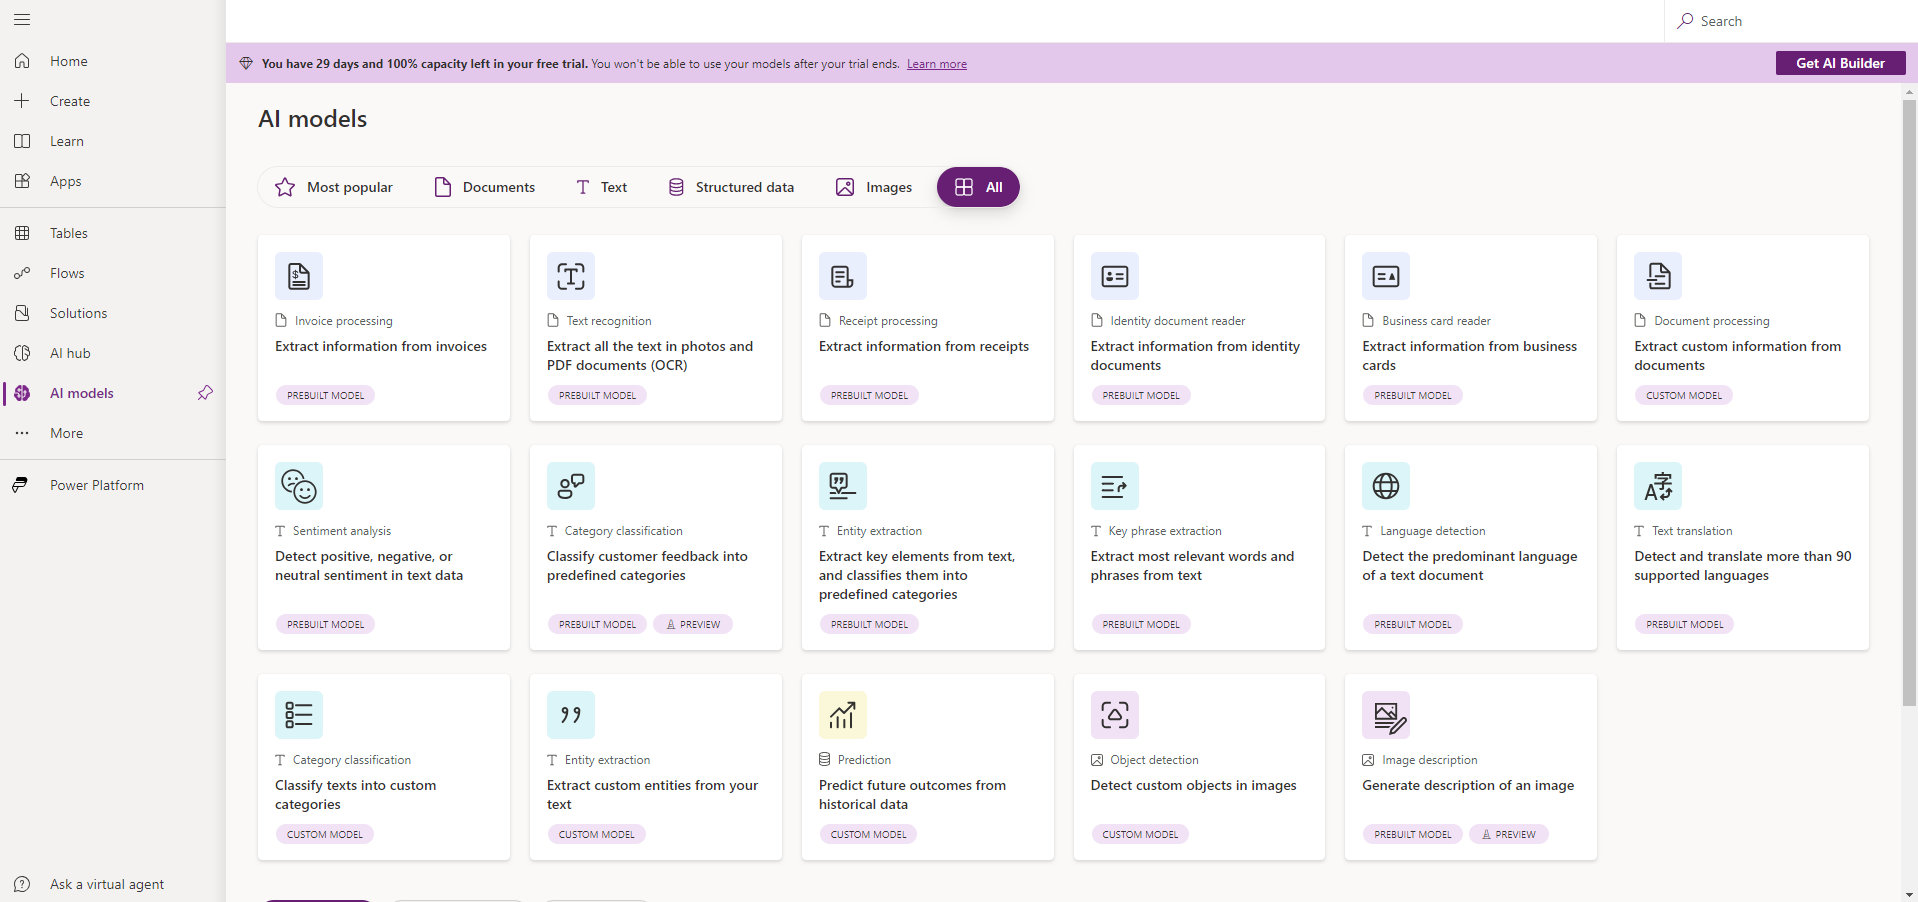 Search
Home
Create
Learn
Apps
Tables
Flows
Solutions
AI hub
AI models
More
Power Platform
Ask a virtual agent
You have 29 days and 100% capacity left in your free trial. You won't be able to use your models after your trial ends. Learn more
Get AI Builder
AI models
Most popular
Documents
Text
Structured data
Images
All
Invoice processing
Extract information from invoices
PREBUILT MODEL
Text recognition
Extract all the text in photos and
PDF documents (OCR)
PREBUILT MODEL
Receipt processing
Extract information from receipts
PREBUILT MODEL
Identity document reader
Extract information from identity
documents
PREBUILT MODEL
Business card reader
Extract information from business
cards
PREBUILT MODEL
Document processing
Extract custom information from
documents
CUSTOM MODEL
Sentiment analysis
Detect positive, negative, or
neutral sentiment in text data
PREBUILT MODEL
Category classification
Classify customer feedback into
predefined categories
PREBUILT MODEL
PREVIEW
Entity extraction
Extract key elements from text,
and classifies them into
predefined categories
PREBUILT MODEL
Key phrase extraction
Extract most relevant words and
phrases from text
PREBUILT MODEL
Language detection
Detect the predominant language
of a text document
PREBUILT MODEL
Text translation
Detect and translate more than 90
supported languages
PREBUILT MODEL
Category classification
Classify texts into custom
categories
CUSTOM MODEL
Entity extraction
Extract custom entities from your
text
CUSTOM MODEL
Prediction
Predict future outcomes from
historical data
CUSTOM MODEL
Object detection
Detect custom objects in images
CUSTOM MODEL
Image description
Generate description of an image
PREBUILT MODEL
PREVIEW